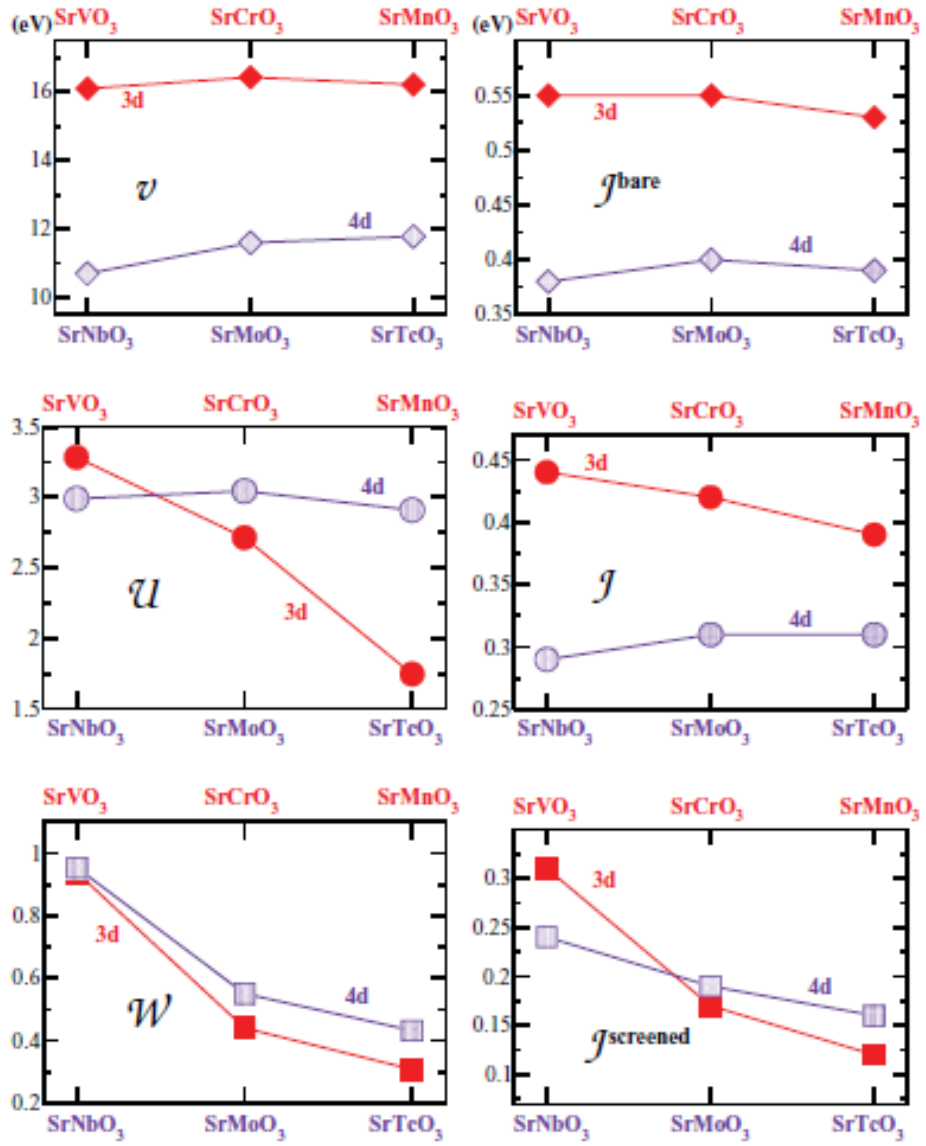 (eV) SrVO₃ SrCrO₃ SrMnO₃
16
14
12
10
3d
4d
v
SrNbO₃ SrMoO₃ SrTcO₃
(eV) SrVO₃ SrCrO₃ SrMnO₃
0.55
0.5
0.45
0.4
0.35
3d
4d
J bare
SrNbO₃ SrMoO₃ SrTcO₃
SrVO₃ SrCrO₃ SrMnO₃
3.5
3
2.5
2
1.5
4d
3d
U
SrNbO₃ SrMoO₃ SrTcO₃
SrVO₃ SrCrO₃ SrMnO₃
0.45
0.4
0.35
0.3
0.25
3d
4d
J
SrNbO₃ SrMoO₃ SrTcO₃
SrVO₃ SrCrO₃ SrMnO₃
1
0.8
0.6
0.4
0.2
3d
4d
W
SrNbO₃ SrMoO₃ SrTcO₃
SrVO₃ SrCrO₃ SrMnO₃
0.3
0.25
0.2
0.15
0.1
3d
4d
J screened
SrNbO₃ SrMoO₃ SrTcO₃